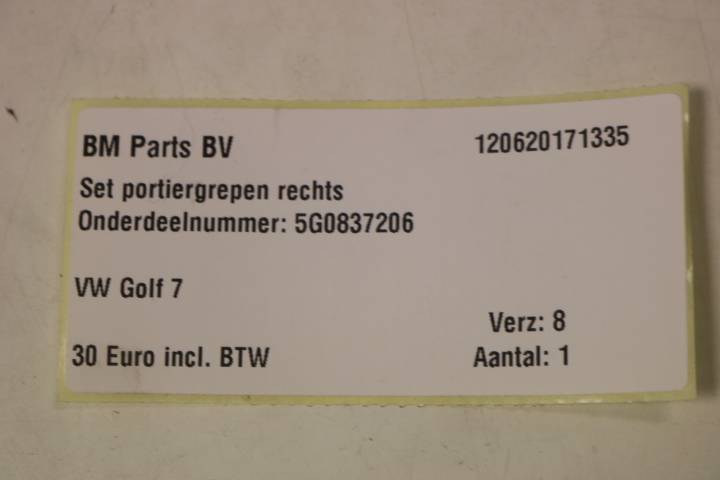 BM Parts BV 120620171335
Set portiergrepen rechts
Onderdeelnummer: 5G0837206
VW Golf 7
Verz: 8
30 Euro incl. BTW Aantal: 1